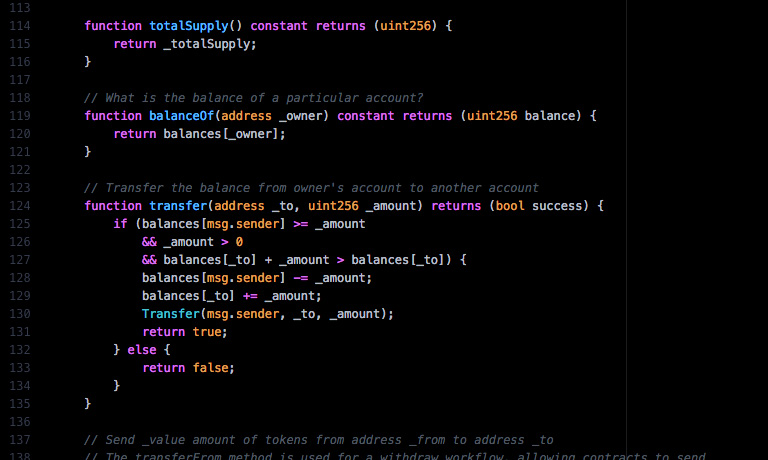 113
114 function totalSupply() constant returns (uint256) {
115 return _totalSupply;
116 }
117
118 // What is the balance of a particular account?
119 function balanceOf(address _owner) constant returns (uint256 balance) {
120 return balances[_owner];
121 }
122
123 // Transfer the balance from owner's account to another account
124 function transfer(address _to, uint256 _amount) returns (bool success) {
125 if (balances[msg.sender] >= _amount
126 && _amount > 0
127 && balances[_to] + _amount > balances[_to]) {
128 balances[msg.sender] -= _amount;
129 balances[_to] += _amount;
130 Transfer(msg.sender, _to, _amount);
131 return true;
132 } else {
133 return false;
134 }
135 }
136
137 // Send _value amount of tokens from address _from to address _to
138 // The transferFrom method is used for a withdraw workflow, allowing contracts to send